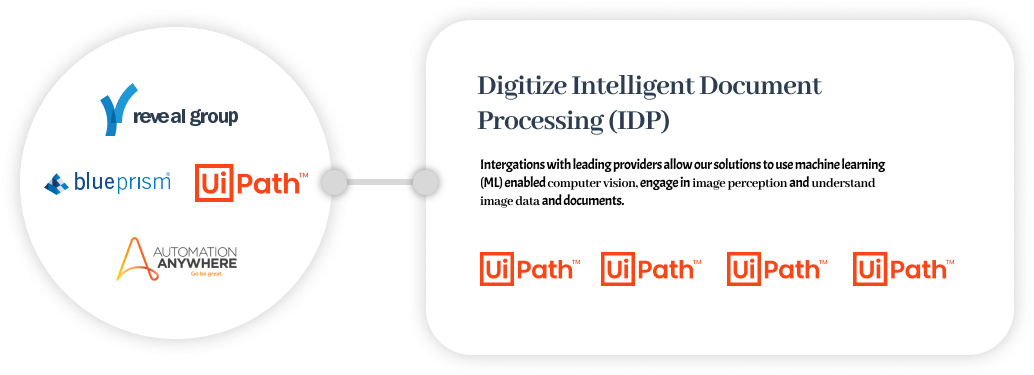 reveal group
blueprism®
UiPath™
AUTOMATION
ANYWHERE
Go be great.
Digitize Intelligent Document
Processing (IDP)
Intergations with leading providers allow our solutions to use machine learning
(ML) enabled computer vision, engage in image perception and understand
image data and documents.
UiPath™ UiPath™ UiPath™ UiPath™